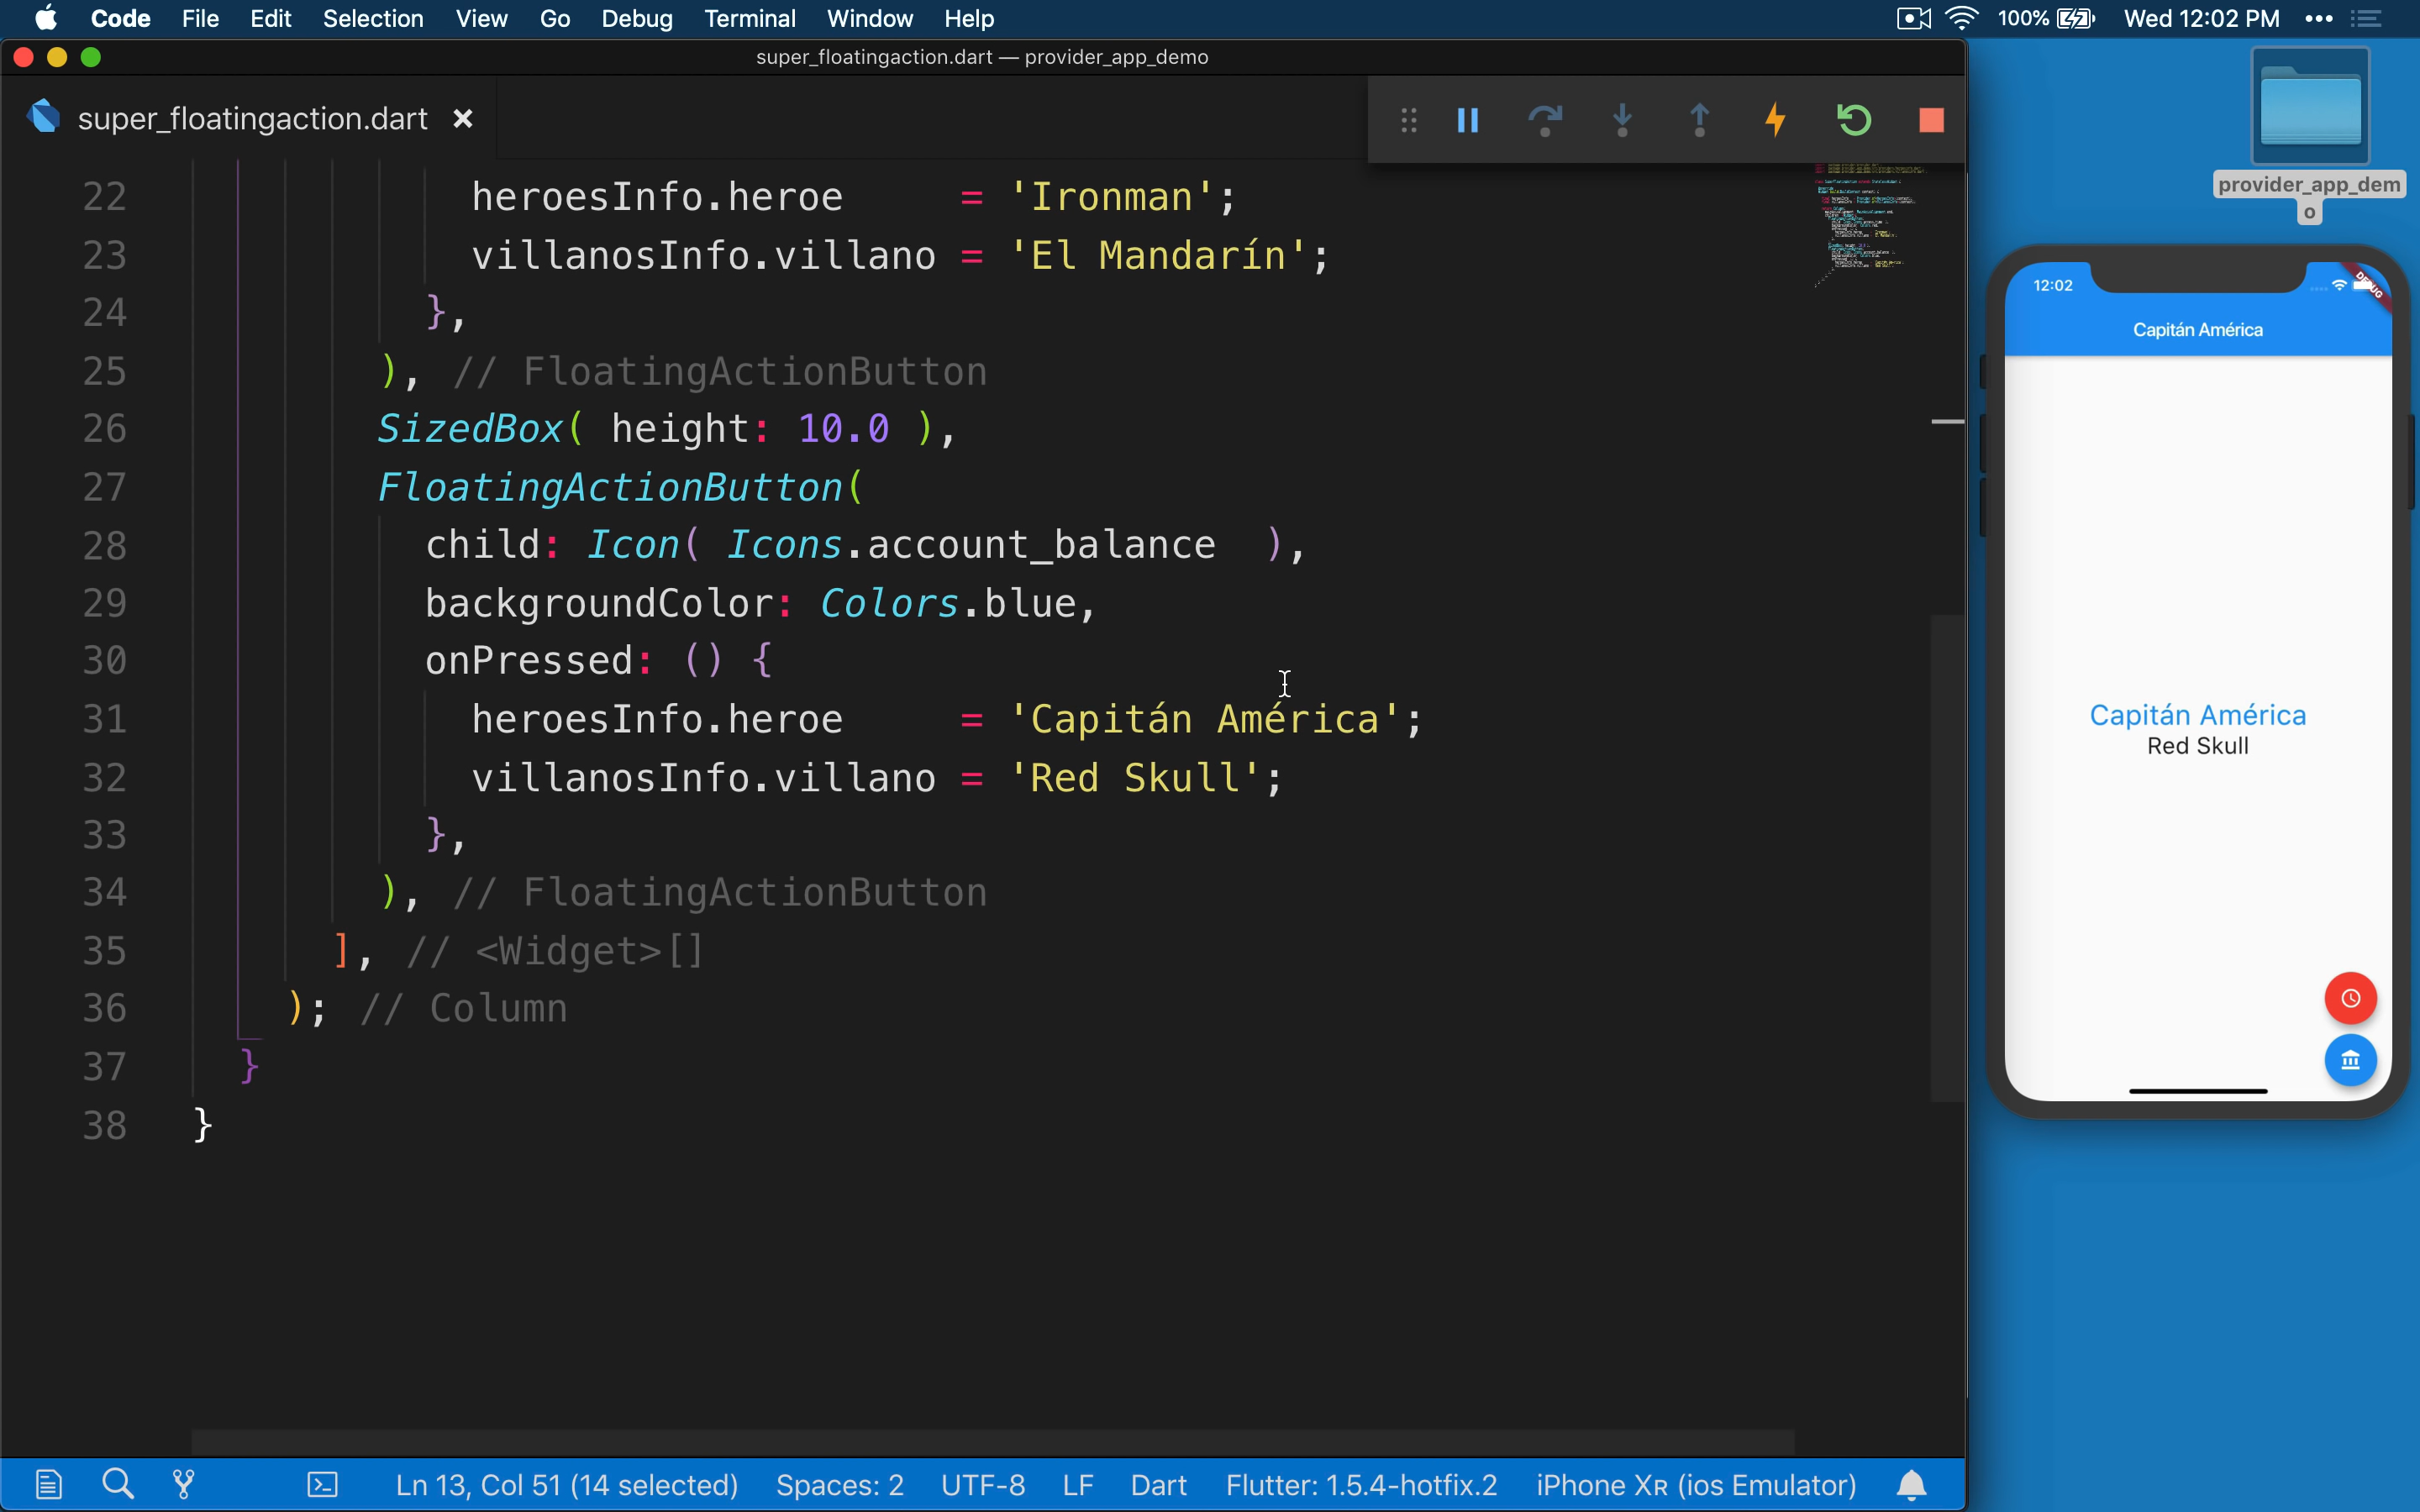 Code File Edit Selection View Go Debug Terminal Window Help 100% Wed 12:02 PM
super_floatingaction.dart — provider_app_demo
super_floatingaction.dart
22 heroesInfo.heroe = 'Ironman';
23 villanosInfo.villano = 'El Mandarín';
24 },
25 ), // FloatingActionButton
26 SizedBox( height: 10.0 ),
27 FloatingActionButton(
28 child: Icon( Icons.account_balance ),
29 backgroundColor: Colors.blue,
30 onPressed: () {
31 heroesInfo.heroe = 'Capitán América';
32 villanosInfo.villano = 'Red Skull';
33 },
34 ), // FloatingActionButton
35 ], // <Widget>[]
36 ); // Column
37 }
38 }
provider_app_dem
o
12:02
DEBUG
Capitán América
Capitán América
Red Skull
Ln 13, Col 51 (14 selected) Spaces: 2 UTF-8 LF Dart Flutter: 1.5.4-hotfix.2 iPhone Xʀ (ios Emulator)